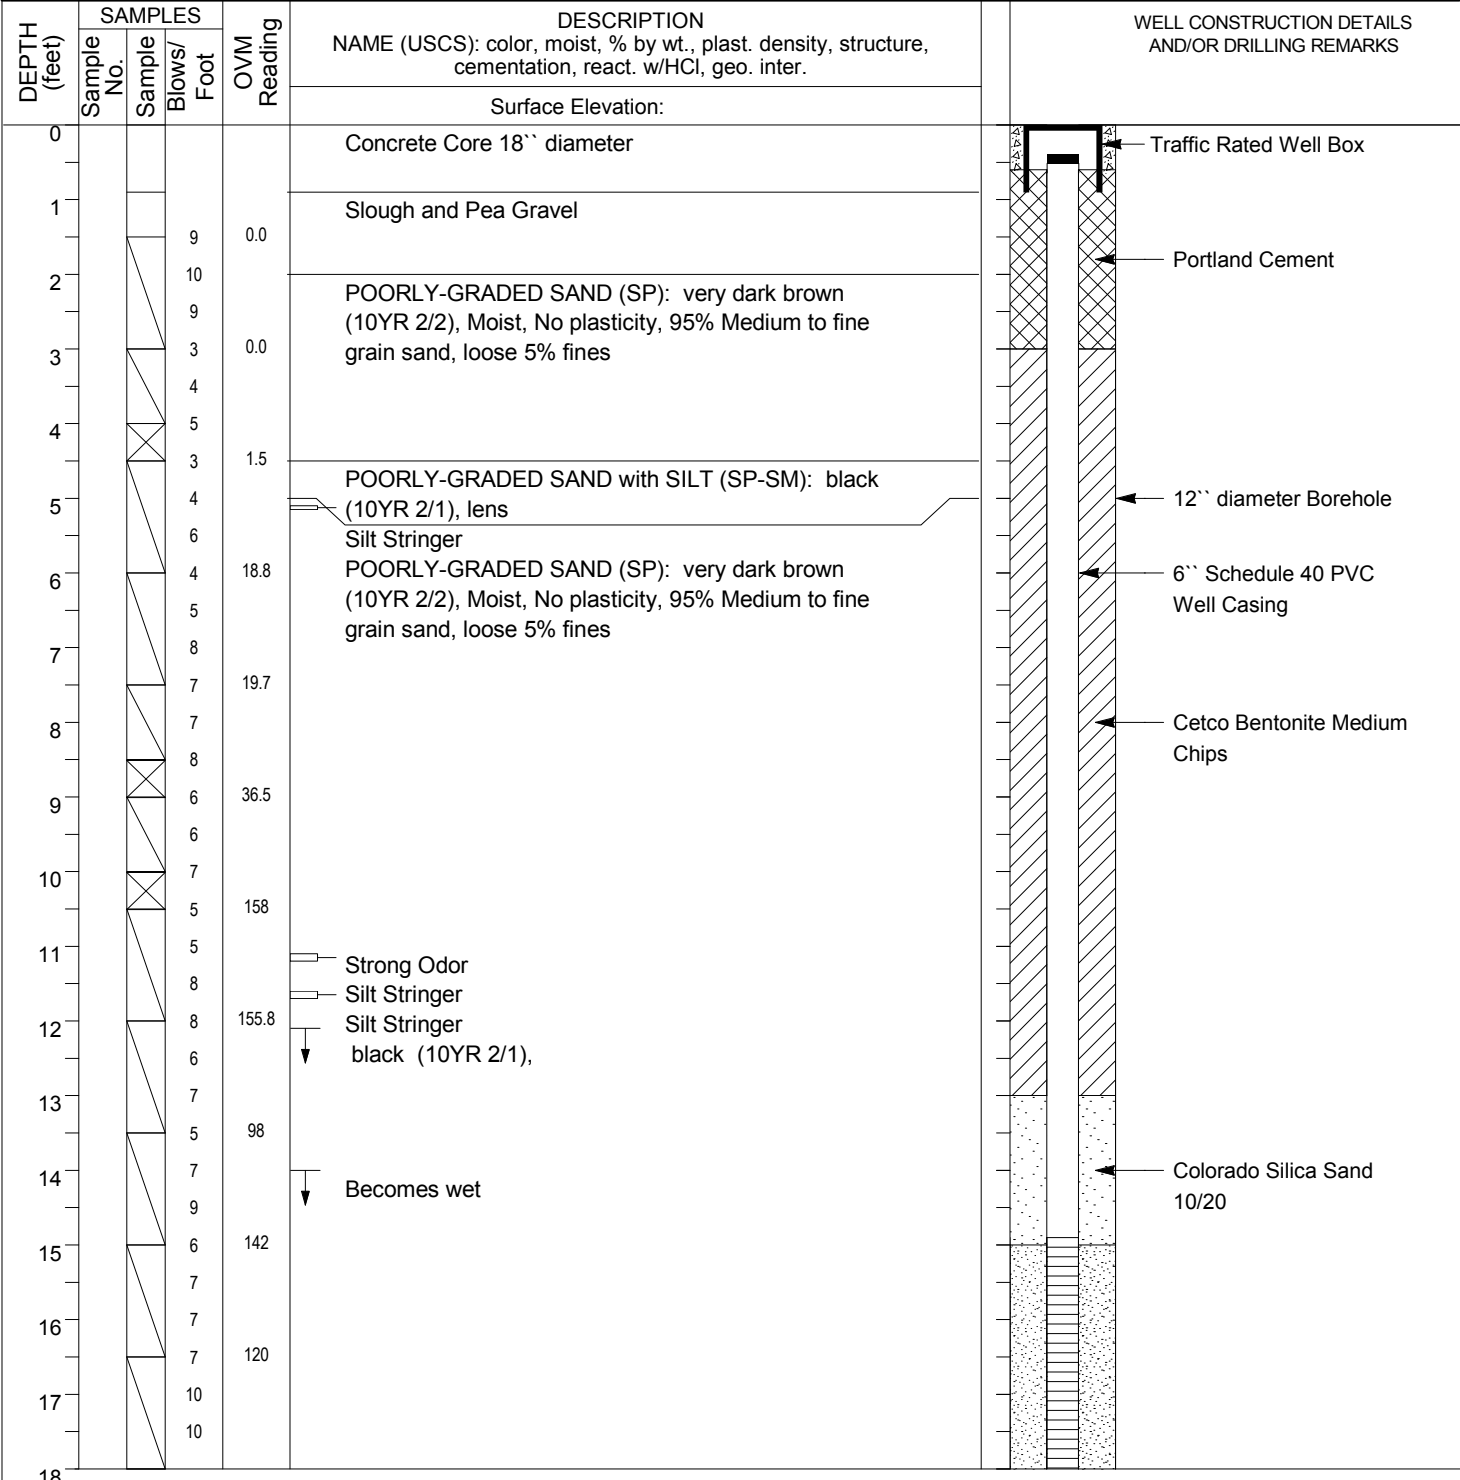 SAMPLES
DEPTH
(feet)
Sample
No.
Sample
Blows/
Foot
OVM
Reading
DESCRIPTION
NAME (USCS): color, moist, % by wt., plast. density, structure,
cementation, react. w/HCl, geo. inter.
Surface Elevation:
WELL CONSTRUCTION DETAILS
AND/OR DRILLING REMARKS
0
Concrete Core 18`` diameter
Traffic Rated Well Box
1
Slough and Pea Gravel
9 0.0
Portland Cement
2
10
POORLY-GRADED SAND (SP): very dark brown
(10YR 2/2), Moist, No plasticity, 95% Medium to fine
grain sand, loose 5% fines
9
3
3 0.0
4
4
5
3 1.5
POORLY-GRADED SAND with SILT (SP-SM): black
(10YR 2/1), lens
5
4
12`` diameter Borehole
6
Silt Stringer
POORLY-GRADED SAND (SP): very dark brown
(10YR 2/2), Moist, No plasticity, 95% Medium to fine
grain sand, loose 5% fines
6
4 18.8
6`` Schedule 40 PVC
Well Casing
5
7
8
7 19.7
8
7
Cetco Bentonite Medium
Chips
8
9
6 36.5
6
10
7
5 158
11
5
Strong Odor
8
Silt Stringer
12
8 155.8
Silt Stringer
black (10YR 2/1),
6
13
7
5 98
14
7
Becomes wet
Colorado Silica Sand
10/20
9
15
6 142
7
16
7
7 120
17
10
10
18